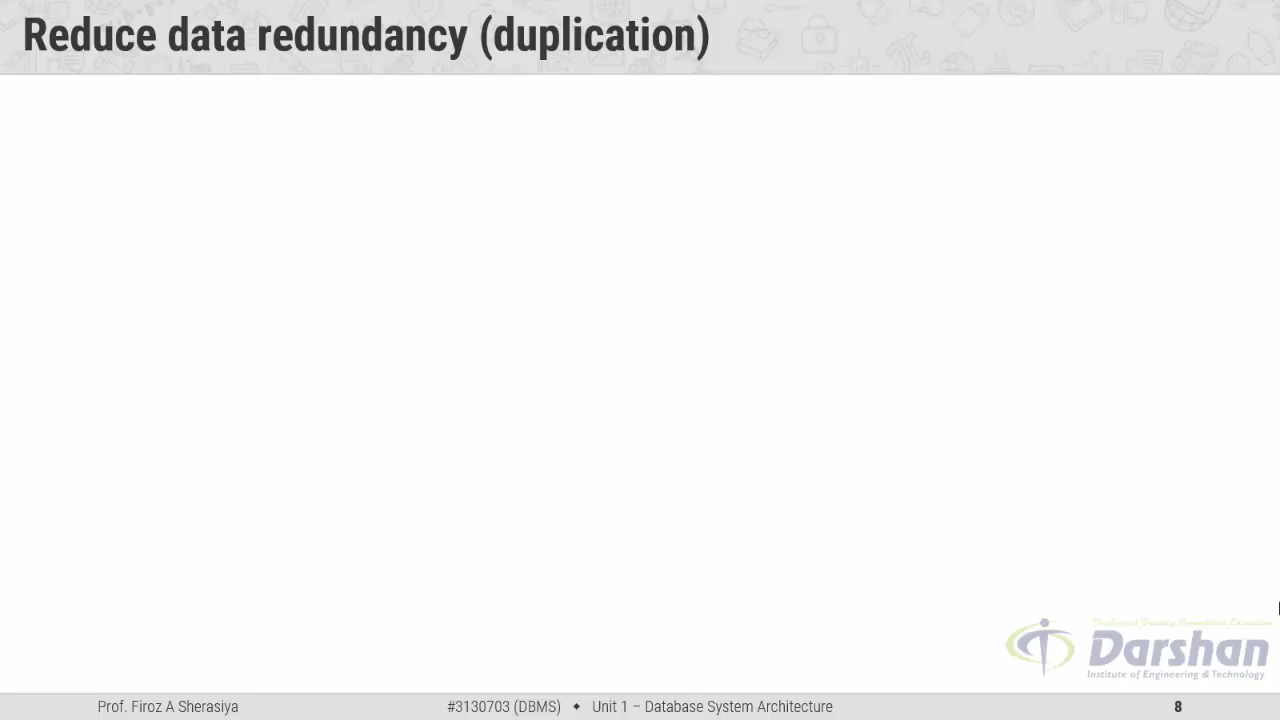 Reduce data redundancy (duplication)
Darshan
Institute of Engineering & Technology
Prof. Firoz A Sherasiya
#3130703 (DBMS) ◆ Unit 1 – Database System Architecture
8